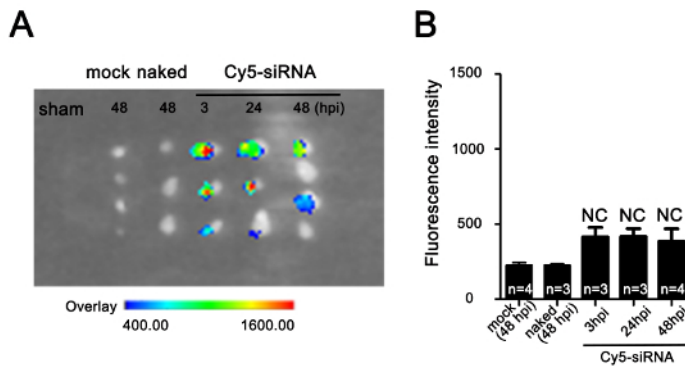 A
mock naked Cy5-siRNA
sham 48 48 3 24 48 (hpi)
Overlay
400.00 1600.00
B
Fluorescence intensity
1500
1000
500
0
NC NC NC
n=4 n=3 n=3 n=3 n=4
mock (48 hpi)
naked (48 hpi)
3hpi
24hpi
48hpi
Cy5-siRNA